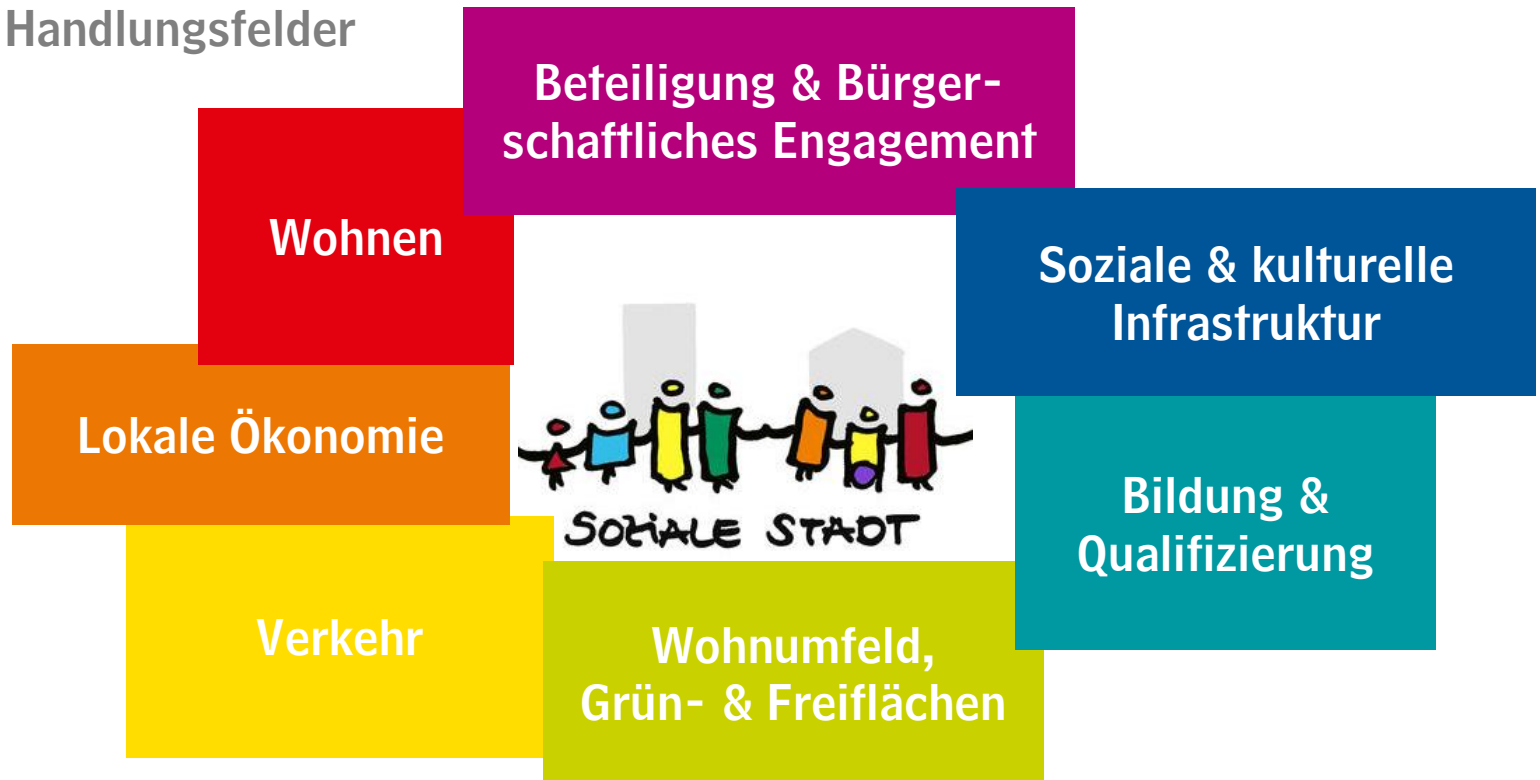 Handlungsfelder
Beteiligung & Bürger-
schaftliches Engagement
Wohnen
Soziale & kulturelle
Infrastruktur
Lokale Ökonomie
Bildung &
Qualifizierung
SOZiALE STADT
Verkehr
Wohnumfeld,
Grün- & Freiflächen